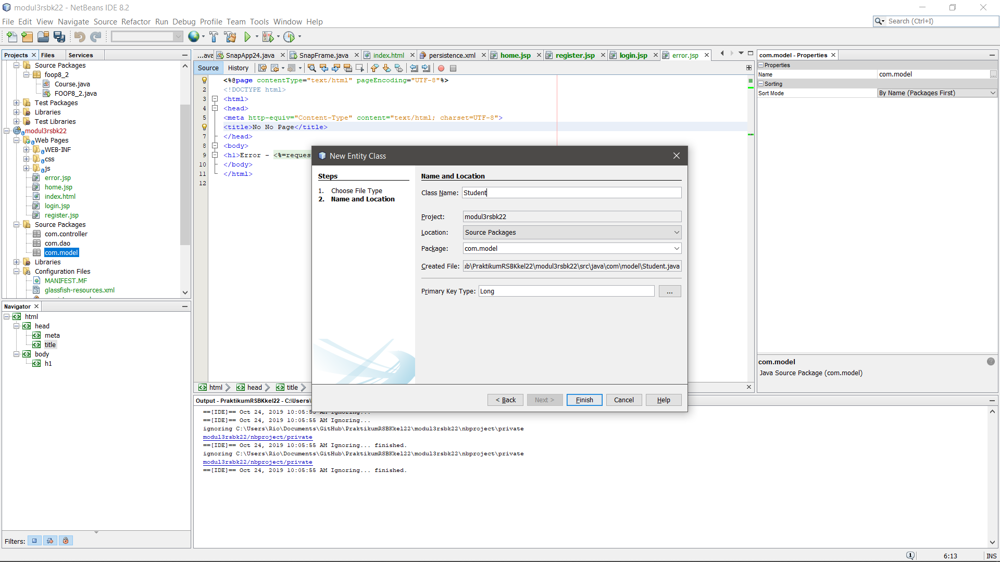 modul3rsbk22 - NetBeans IDE 8.2
File Edit View Navigate Source Refactor Run Debug Profile Team Tools Window Help
Search (Ctrl+I)
Projects
Files
Services
Source Packages
foop8_2
Course.java
FOOP8_2.java
Test Packages
Libraries
Test Libraries
modul3rsbk22
Web Pages
WEB-INF
css
js
error.jsp
home.jsp
index.html
login.jsp
register.jsp
Source Packages
com.controller
com.dao
com.model
Libraries
Configuration Files
MANIFEST.MF
glassfish-resources.xml
Navigator
html
head
meta
title
body
h1
Filters:
...ava SnapApp24.java SnapFrame.java index.html persistence.xml home.jsp register.jsp login.jsp error.jsp
Source History
<%@page contentType="text/html" pageEncoding="UTF-8"%>
2 <!DOCTYPE html>
3 <html>
4 <head>
5 <meta http-equiv="Content-Type" content="text/html; charset=UTF-8">
<title>No No Page</title>
7 </head>
8 <body>
9 <h1>Error - <%=reques
10 </body>
11 </html>
12
html head title
New Entity Class
Steps
1. Choose File Type
2. Name and Location
Name and Location
Class Name: Student
Project: modul3rsbk22
Location: Source Packages
Package: com.model
Created File: ub\PraktikumRSBKkel22\modul3rsbk22\src\java\com\model\Student.java
Primary Key Type: Long ...
< Back Next > Finish Cancel Help
com.model - Properties
Properties
Name com.model ...
Sorting
Sort Mode By Name (Packages First)
com.model
Java Source Package (com.model)
Output - PraktikumRSBKkel22 - C:\Users\
==[IDE]== Oct 24, 2019 10:05:55 AM Ignoring...
==[IDE]== Oct 24, 2019 10:05:55 AM Ignoring...
ignoring C:\Users\Rio\Documents\GitHub\PraktikumRSBKkel22\modul3rsbk22\nbproject\private
modul3rsbk22/nbproject/private
==[IDE]== Oct 24, 2019 10:05:55 AM Ignoring... finished.
ignoring C:\Users\Rio\Documents\GitHub\PraktikumRSBKkel22\modul3rsbk22\nbproject\private
modul3rsbk22/nbproject/private
==[IDE]== Oct 24, 2019 10:05:55 AM Ignoring... finished.
6:13 INS